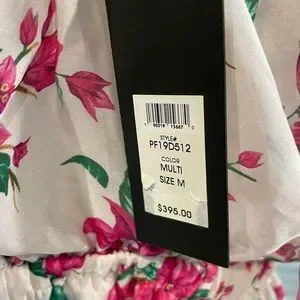 STYLE#
PF19D512
COLOR
MULTI
SIZE M
$395.00